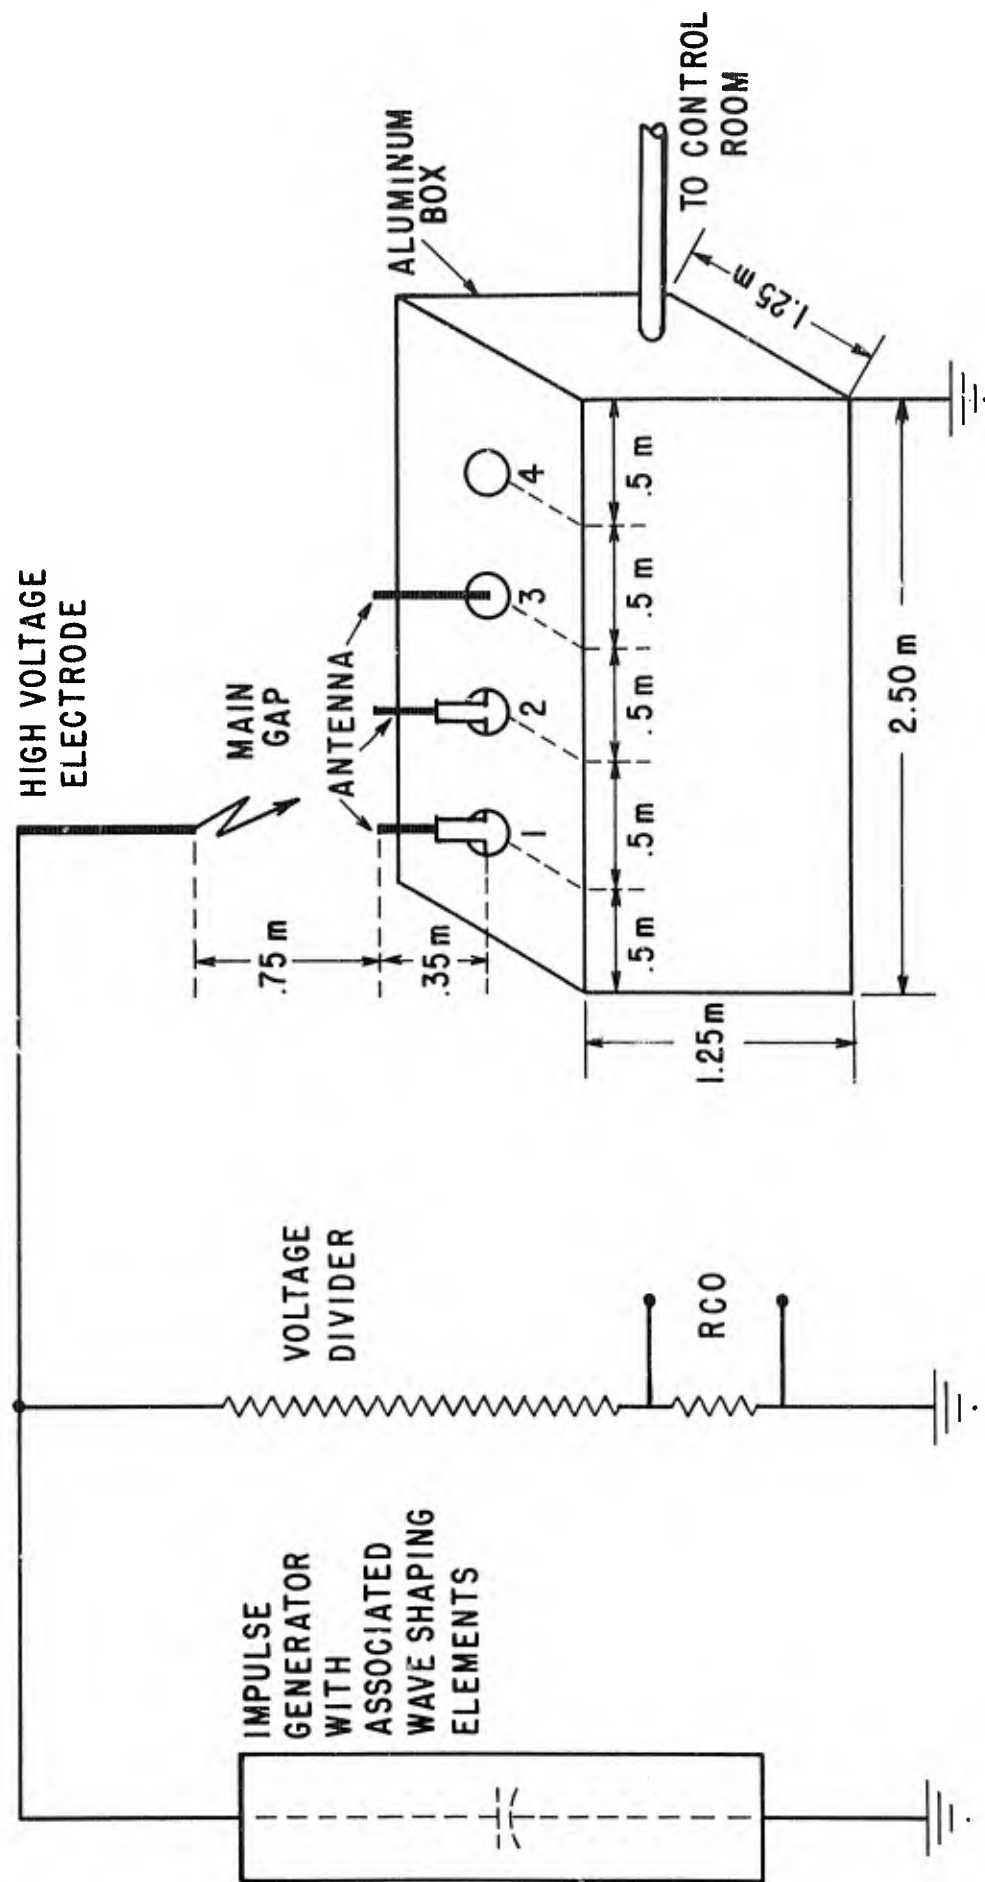 IMPULSE
GENERATOR
WITH
ASSOCIATED
WAVE SHAPING
ELEMENTS
VOLTAGE
DIVIDER
RCO
HIGH VOLTAGE
ELECTRODE
MAIN
GAP
ANTENNA
.75 m
.35 m
ALUMINUM
BOX
1
2
3
4
.5 m
.5 m
.5 m
.5 m
.5 m
1.25 m
2.50 m
1.25 m
TO CONTROL
ROOM